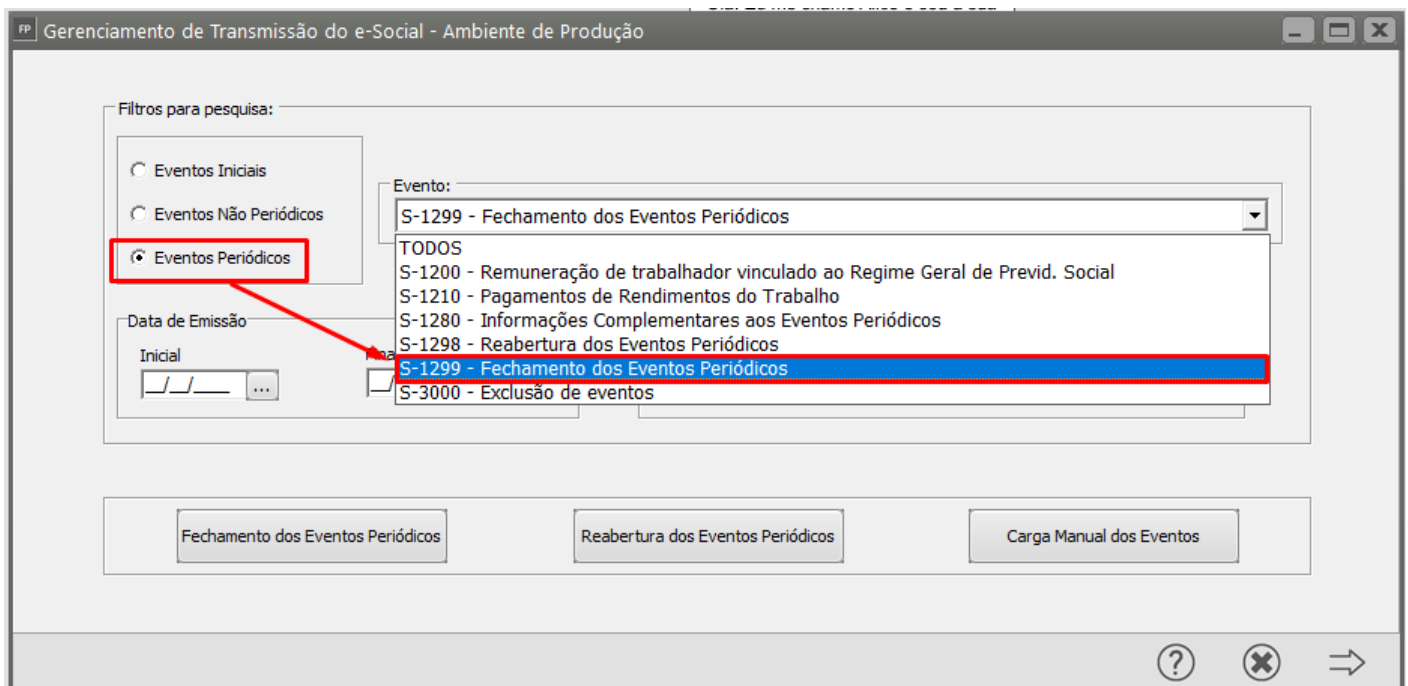 FP Gerenciamento de Transmissão do e-Social - Ambiente de Produção
Filtros para pesquisa:
Eventos Iniciais
Eventos Não Periódicos
Eventos Periódicos
Evento:
S-1299 - Fechamento dos Eventos Periódicos
TODOS
S-1200 - Remuneração de trabalhador vinculado ao Regime Geral de Previd. Social
S-1210 - Pagamentos de Rendimentos do Trabalho
S-1280 - Informações Complementares aos Eventos Periódicos
S-1298 - Reabertura dos Eventos Periódicos
S-1299 - Fechamento dos Eventos Periódicos
S-3000 - Exclusão de eventos
Data de Emissão
Inicial
__/__/____ ...
Fechamento dos Eventos Periódicos
Reabertura dos Eventos Periódicos
Carga Manual dos Eventos
?